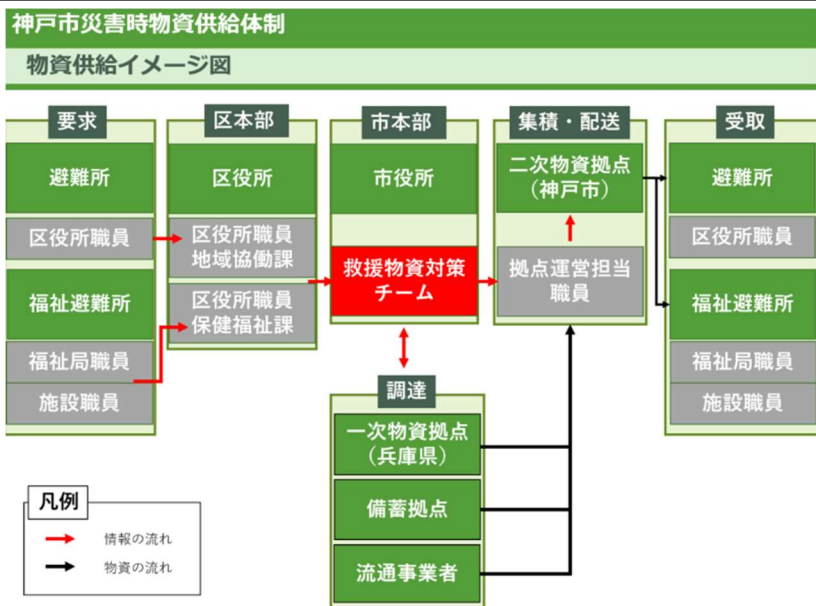 神戸市災害時物資供給体制
物資供給イメージ図
要求
避難所
区役所職員
福祉避難所
福祉局職員
施設職員
区本部
区役所
区役所職員
地域協働課
区役所職員
保健福祉課
市本部
市役所
救援物資対策
チーム
集積・配送
二次物資拠点
（神戸市）
拠点運営担当
職員
受取
避難所
区役所職員
福祉避難所
福祉局職員
施設職員
調達
一次物資拠点
（兵庫県）
備蓄拠点
流通事業者
凡例
情報の流れ
物資の流れ